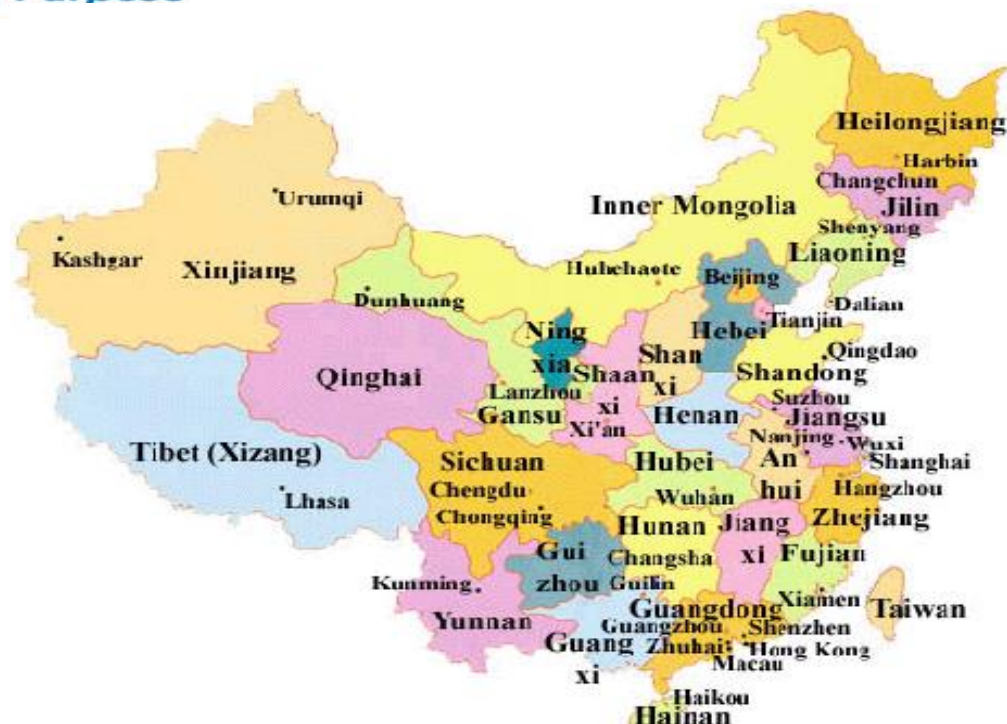 Heilongjiang
Harbin
Changchun
Jilin
Urumqi
Inner Mongolia
Shenyang
Liaoning
Kashgar
Xinjiang
Huhehaote
Beijing
Dunhuang
Dalian
Tianjin
Ning
xia
Hebei
Shan
xi
Qingdao
Qinghai
Shaan
xi
Shandong
Lanzhou
Suzhou
Gansu
Xi'an
Henan
Jiangsu
Tibet (Xizang)
Nanjing
Wuxi
Sichuan
Hubei
An
hui
Shanghai
Lhasa
Chengdu
Wuhan
Hangzhou
Chongqing
Hunan
Jiang
xi
Zhejiang
Gui
zhou
Changsha
Fujian
Kunming
Guilin
Xiamen
Taiwan
Yunnan
Guangdong
Guang
xi
Guangzhou
Shenzhen
Zhuhai
Hong Kong
Macau
Haikou
Hainan